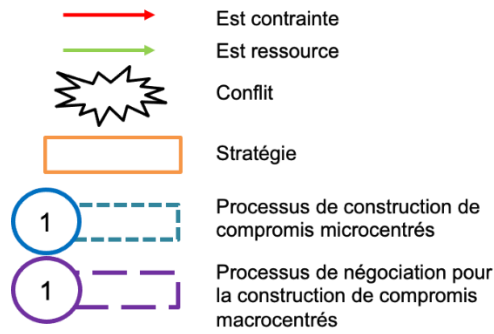 Est contrainte
Est ressource
Conflit
Stratégie
1
Processus de construction de
compromis microcentrés
1
Processus de négociation pour
la construction de compromis
macrocentrés